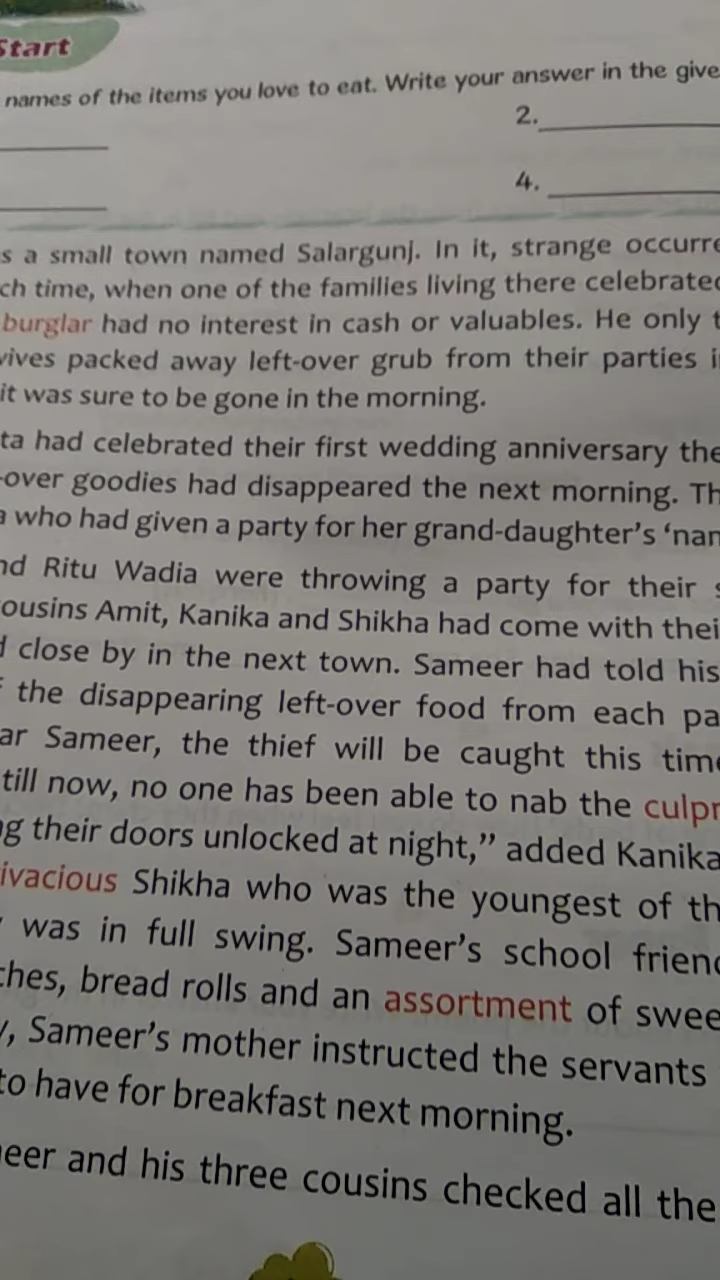 Start
names of the items you love to eat. Write your answer in the give
2.
4.
s a small town named Salargunj. In it, strange occurre
ch time, when one of the families living there celebrated
burglar had no interest in cash or valuables. He only t
wives packed away left-over grub from their parties i
it was sure to be gone in the morning.
ta had celebrated their first wedding anniversary the
-over goodies had disappeared the next morning. Th
a who had given a party for her grand-daughter's 'nam
nd Ritu Wadia were throwing a party for their s
ousins Amit, Kanika and Shikha had come with thei
d close by in the next town. Sameer had told his
f the disappearing left-over food from each pa
ar Sameer, the thief will be caught this time
till now, no one has been able to nab the culpr
ng their doors unlocked at night,” added Kanika
ivacious Shikha who was the youngest of th
y was in full swing. Sameer's school friend
ches, bread rolls and an assortment of swee
y, Sameer's mother instructed the servants
to have for breakfast next morning.
eer and his three cousins checked all the